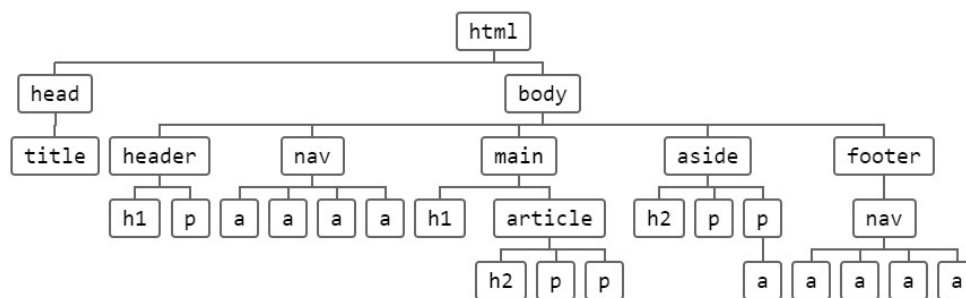 html
head body
title header nav main aside footer
h1 p a a a a h1 article h2 p p nav
h2 p p a a a a a